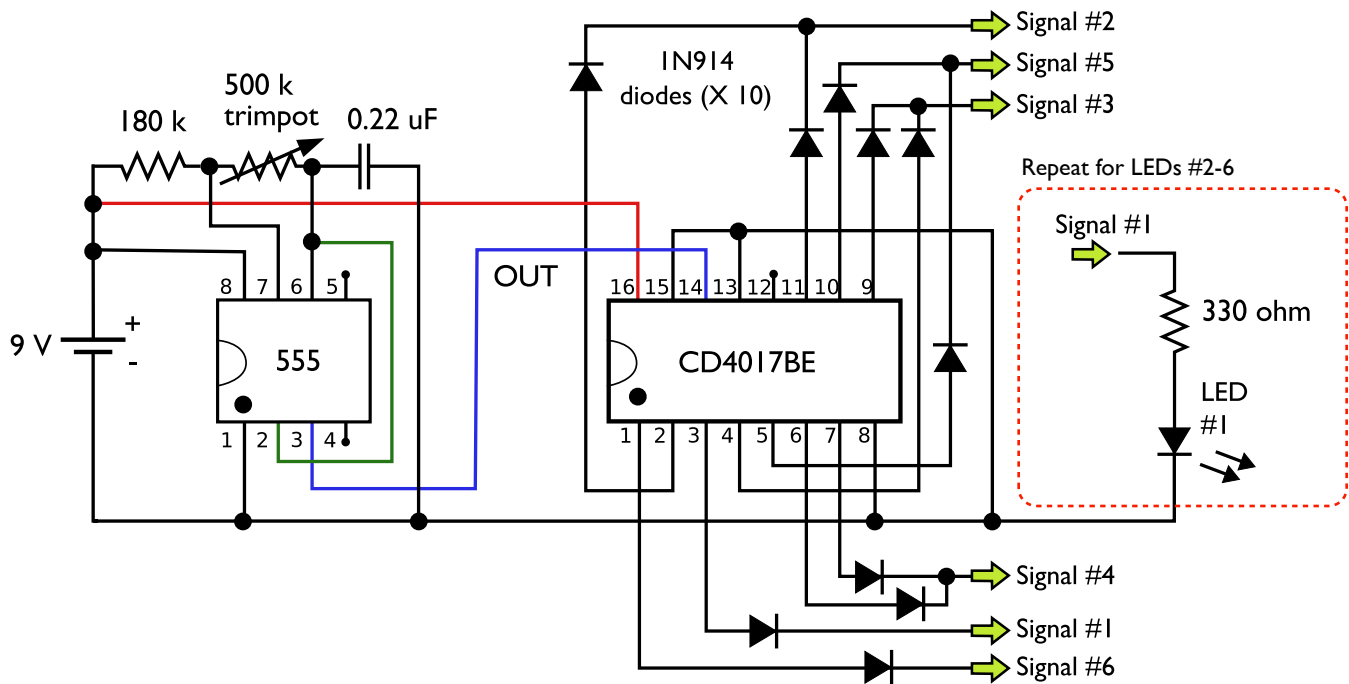 Signal #2
1N914
diodes (X 10)
Signal #5
Signal #3
500 k
trimpot
180 k
0.22 uF
Repeat for LEDs #2-6
Signal #1
OUT
8 7 6 5
16 15 14 13 12 11 10 9
330 ohm
9 V
+
-
555
CD4017BE
LED
#1
1 2 3 4
1 2 3 4 5 6 7 8
Signal #4
Signal #1
Signal #6